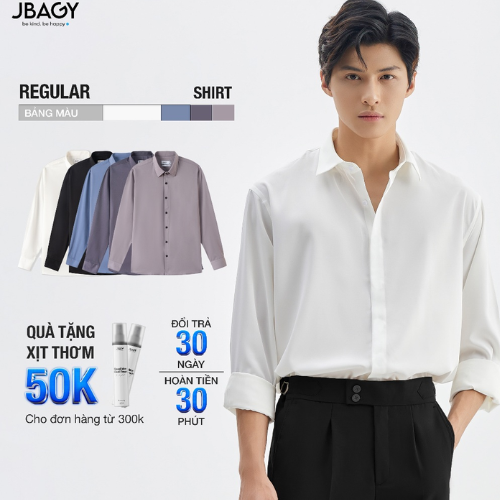 JBAGY
be kind. be happy
REGULAR SHIRT
BẢNG MÀU
QUÀ TẶNG
XỊT THƠM
50K
Cho đơn hàng từ 300k
JBAGY
ĐỔI TRẢ
30
NGÀY
HOÀN TIỀN
30
PHÚT